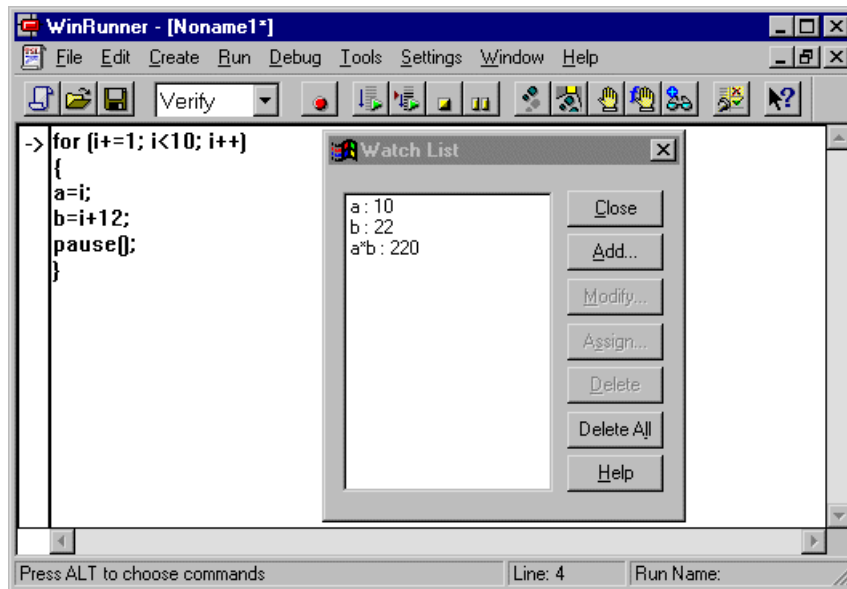 WinRunner - [Noname1*]
File Edit Create Run Debug Tools Settings Window Help
Verify
-> for (i+=1; i<10; i++)
{
a=i;
b=i+12;
pause();
}
Watch List
a : 10
b : 22
a*b : 220
Close
Add...
Modify...
Assign...
Delete
Delete All
Help
Press ALT to choose commands
Line: 4
Run Name: